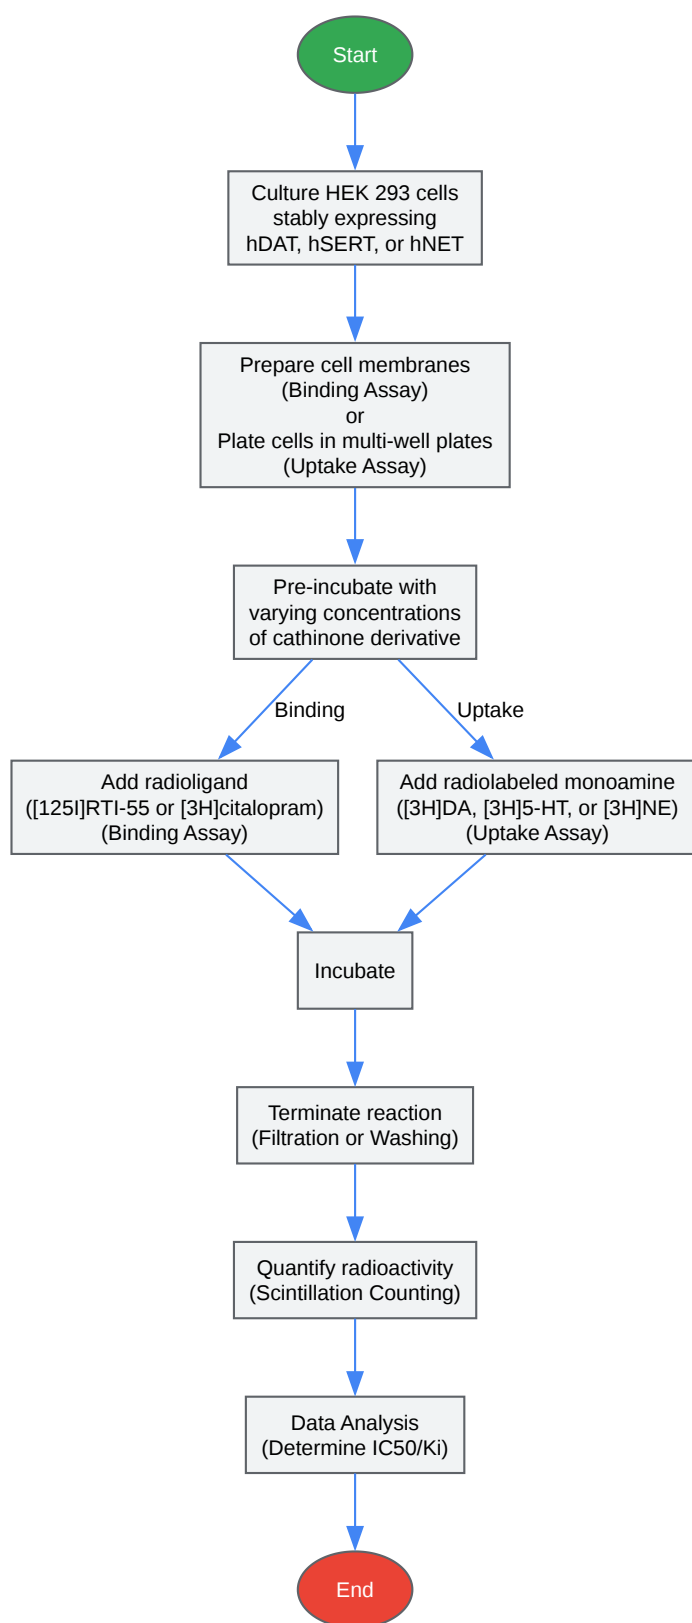 Start
Culture HEK 293 cells
stably expressing
hDAT, hSERT, or hNET
Prepare cell membranes
(Binding Assay)
or
Plate cells in multi-well plates
(Uptake Assay)
Pre-incubate with
varying concentrations
of cathinone derivative
Binding
Uptake
Add radioligand
([125I]RTI-55 or [3H]citalopram)
(Binding Assay)
Add radiolabeled monoamine
([3H]DA, [3H]5-HT, or [3H]NE)
(Uptake Assay)
Incubate
Terminate reaction
(Filtration or Washing)
Quantify radioactivity
(Scintillation Counting)
Data Analysis
(Determine IC50/Ki)
End